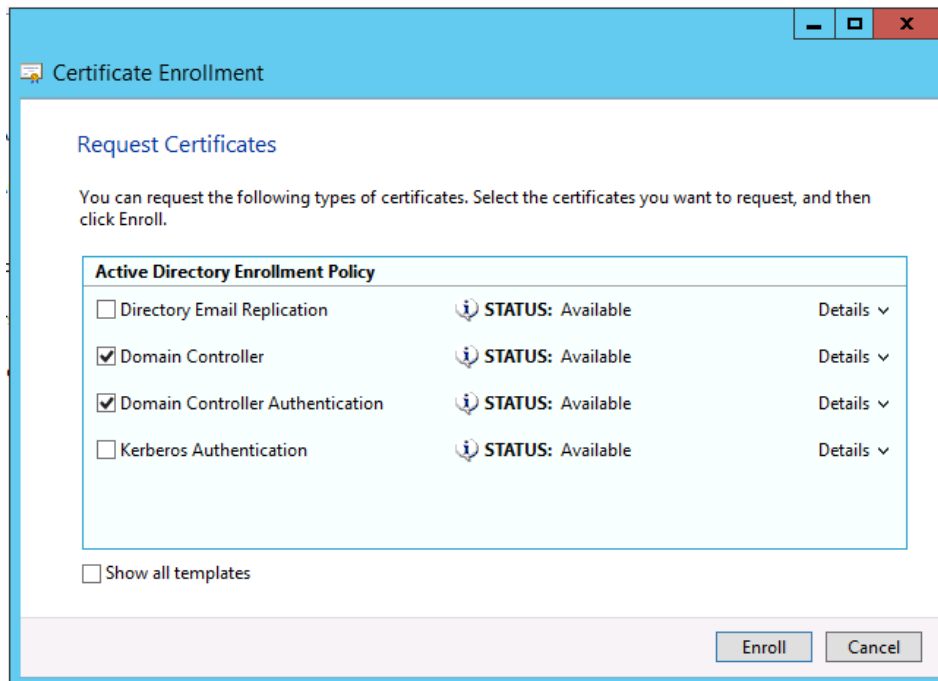 Certificate Enrollment
Request Certificates
You can request the following types of certificates. Select the certificates you want to request, and then
click Enroll.
Active Directory Enrollment Policy
Directory Email Replication STATUS: Available Details
Domain Controller STATUS: Available Details
Domain Controller Authentication STATUS: Available Details
Kerberos Authentication STATUS: Available Details
Show all templates
Enroll Cancel